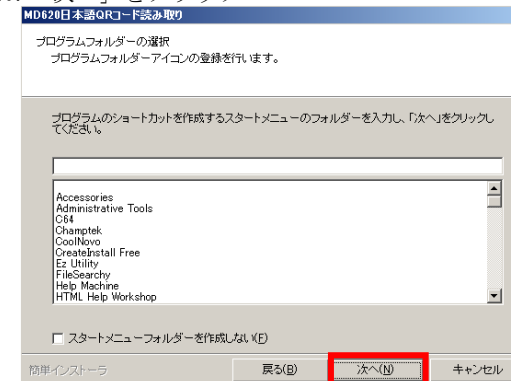 MD620日本語QRコード読み取り
プログラムフォルダーの選択
プログラムフォルダーアイコンの登録を行います。
プログラムのショートカットを作成するスタートメニューのフォルダーを入力し、「次へ」をクリックし
てください。
Accessories
Administrative Tools
C64
Champtek
CoolNovo
CreateInstall Free
Ez Utility
FileSearchy
Help Machine
HTML Help Workshop
スタートメニューフォルダーを作成しない(F)
簡単インストーラ
戻る(B)
次へ(N)
キャンセル